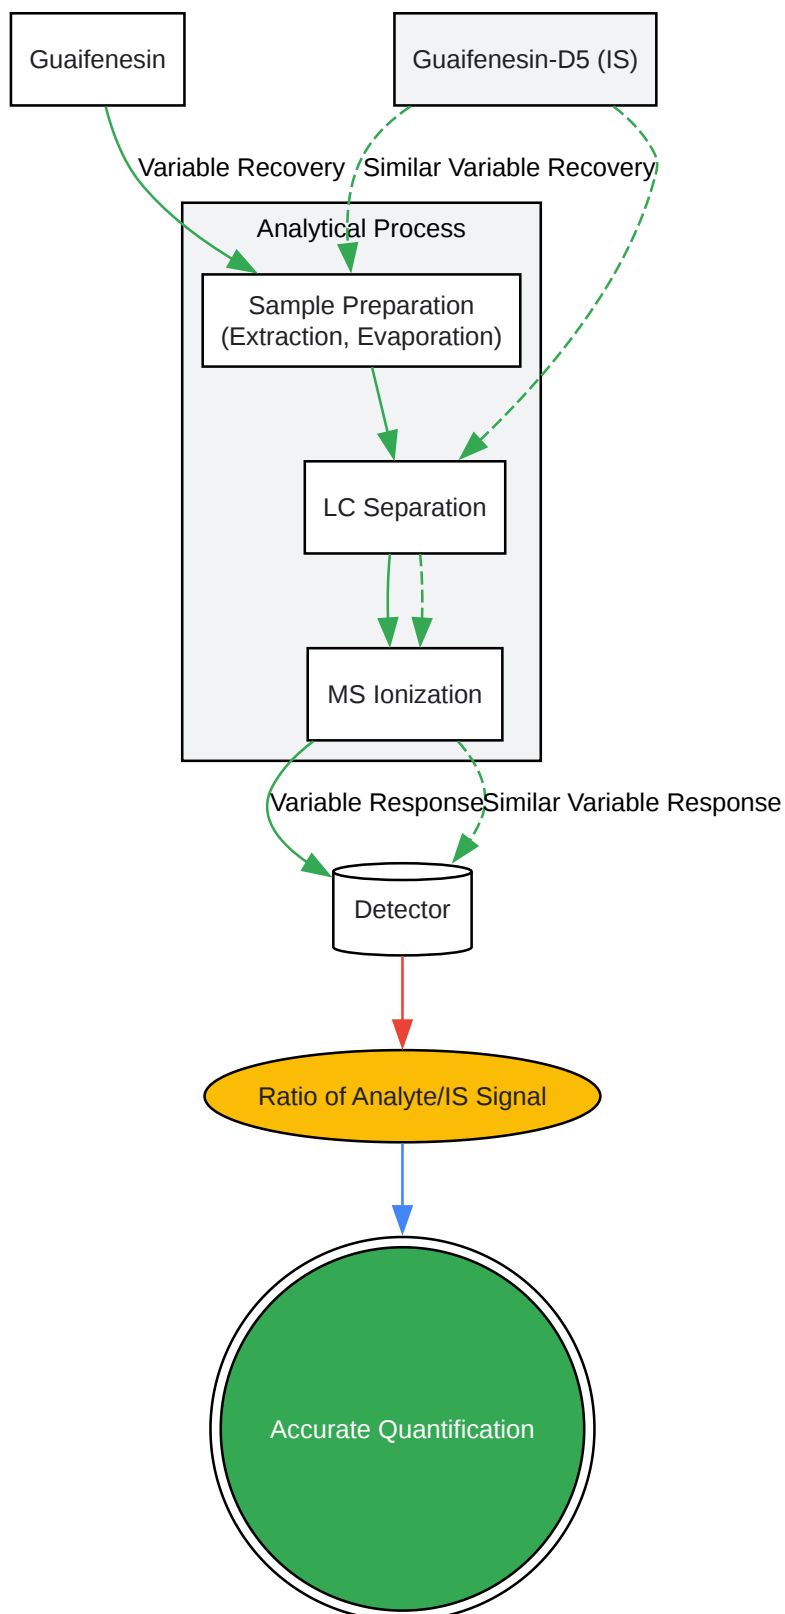 Guaifenesin
Guaifenesin-D5 (IS)
Variable Recovery
Similar Variable Recovery
Analytical Process
Sample Preparation
(Extraction, Evaporation)
LC Separation
MS Ionization
Variable Response
Similar Variable Response
Detector
Ratio of Analyte/IS Signal
Accurate Quantification